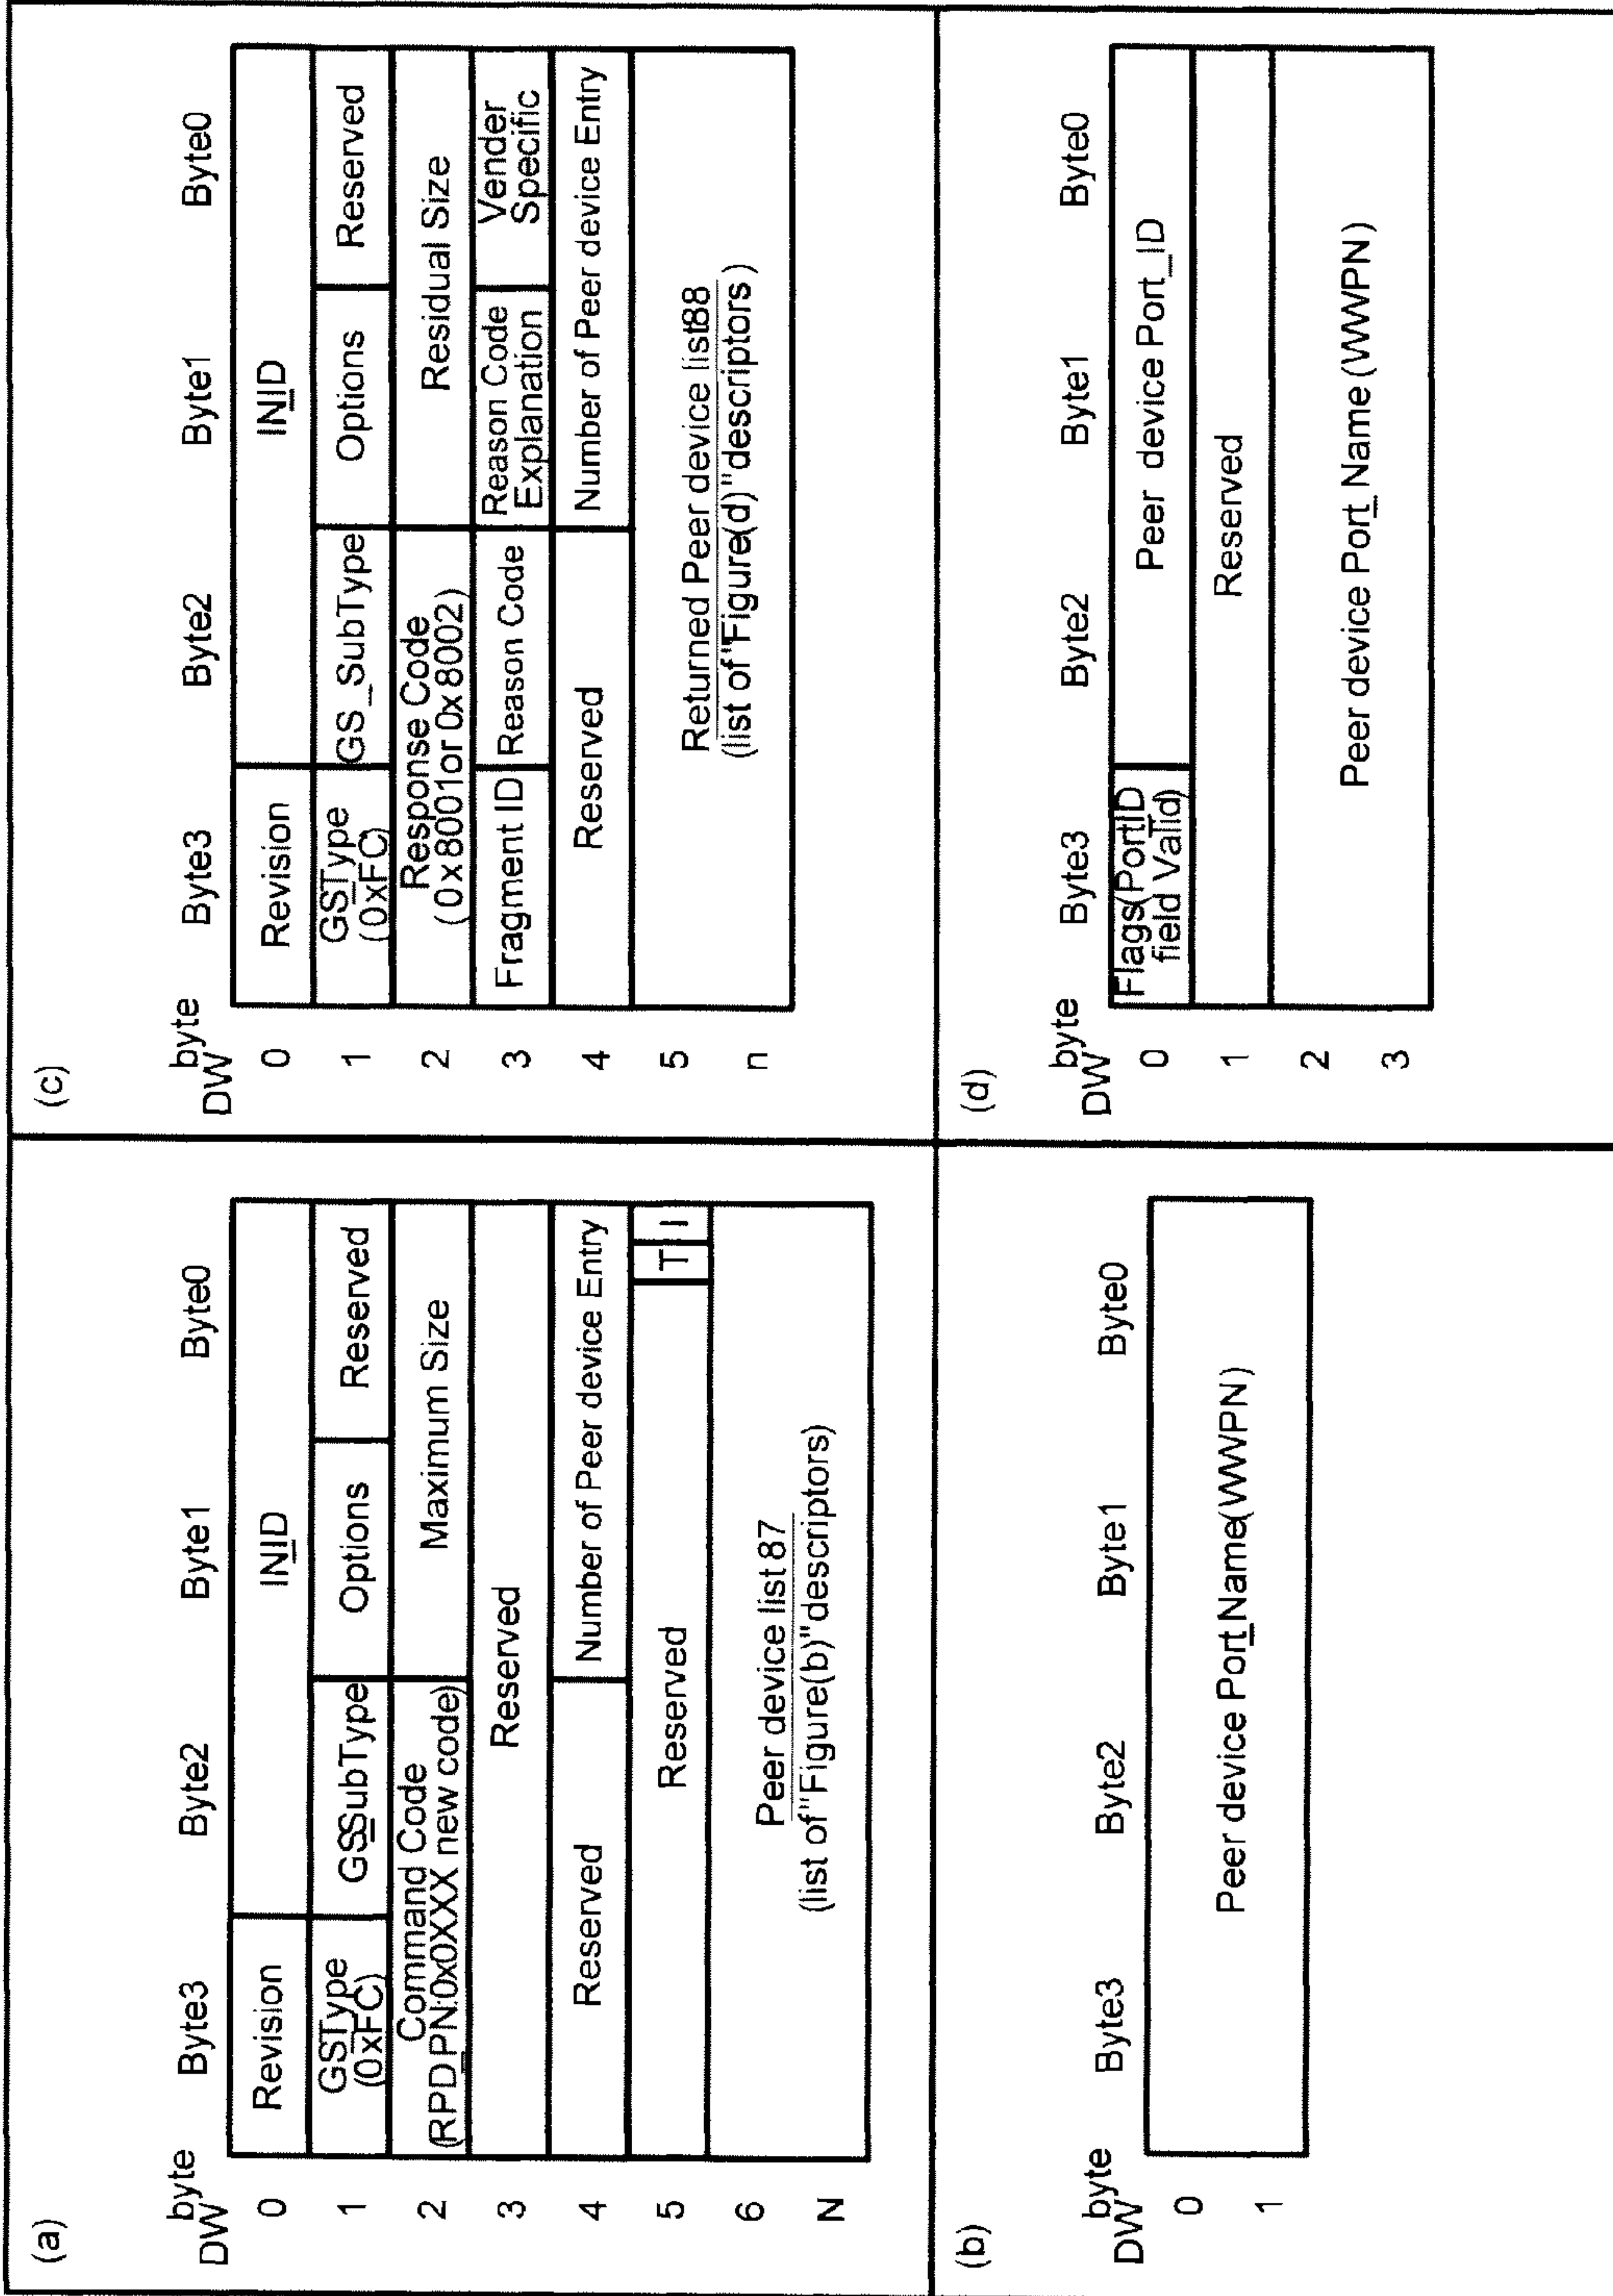 (a)
byte
DW
Byte3 Byte2 Byte1 Byte0
0 Revision IN_ID
1 GS_Type
(0xFC)
GS_SubType
Options
Reserved
2 Command Code
(RPD_PN:0x0XXX new code)
Maximum Size
3 Reserved
4 Reserved Number of Peer device Entry
5 Reserved T I
6
N
Peer device list 87
(list of "Figure(b)" descriptors)
(b)
byte
DW
Byte3 Byte2 Byte1 Byte0
0
1
Peer device Port_Name(WWPN)
(c)
byte
DW
Byte3 Byte2 Byte1 Byte0
0 Revision IN_ID
1 GS_Type
(0xFC)
GS_SubType
Options
Reserved
2 Response Code
(0x8001or 0x8002)
Residual Size
3 Fragment ID Reason Code
Reason Code
Explanation
Vender
Specific
4 Reserved Number of Peer device Entry
5
n
Returned Peer device list88
(list of "Figure(d)" descriptors)
(d)
byte
DW
Byte3 Byte2 Byte1 Byte0
0 Flags(Port_ID
field Valid)
Peer device Port_ID
1 Reserved
2
3
Peer device Port_Name(WWPN)